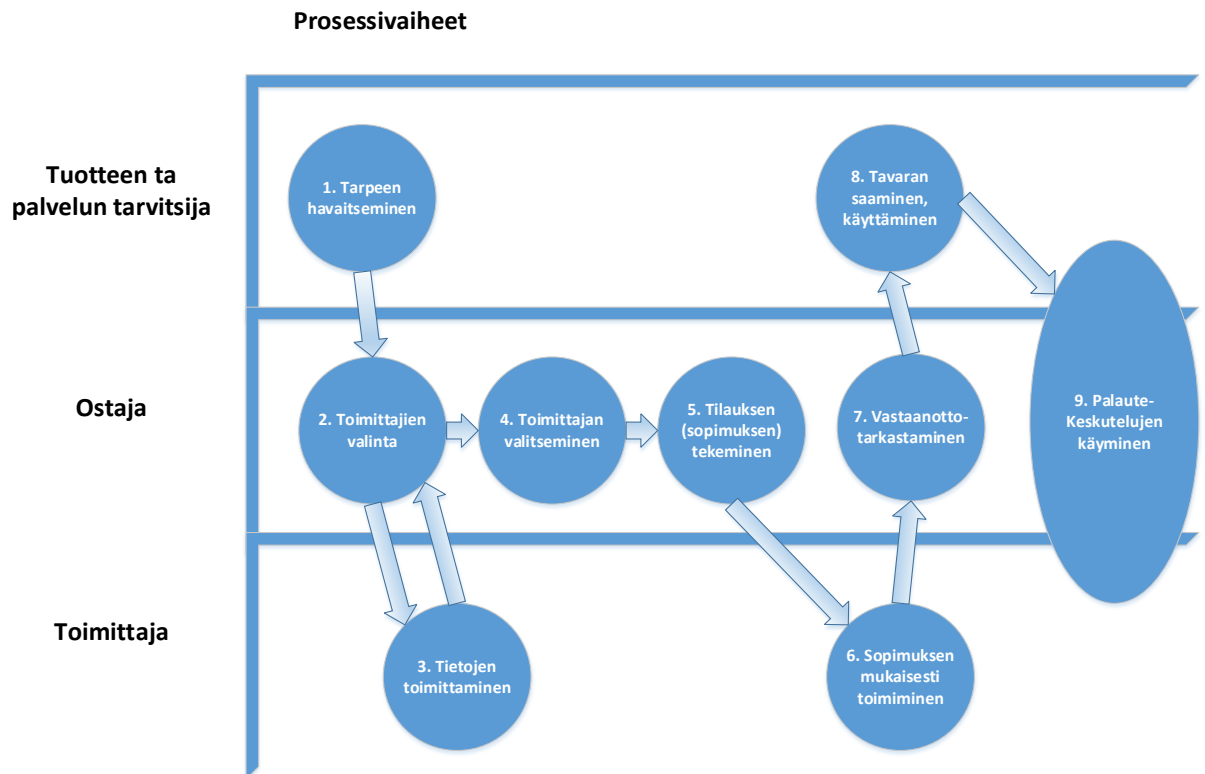 Prosessivaiheet
Tuotteen ta
palvelun tarvitsija
1. Tarpeen
havaitseminen
8. Tavaran
saaminen,
käyttäminen
Ostaja
2. Toimittajien
valinta
4. Toimittajan
valitseminen
5. Tilauksen
(sopimuksen)
tekeminen
7. Vastaanotto-
tarkastaminen
9. Palaute-
Keskutelujen
käyminen
Toimittaja
3. Tietojen
toimittaminen
6. Sopimuksen
mukaisesti
toimiminen